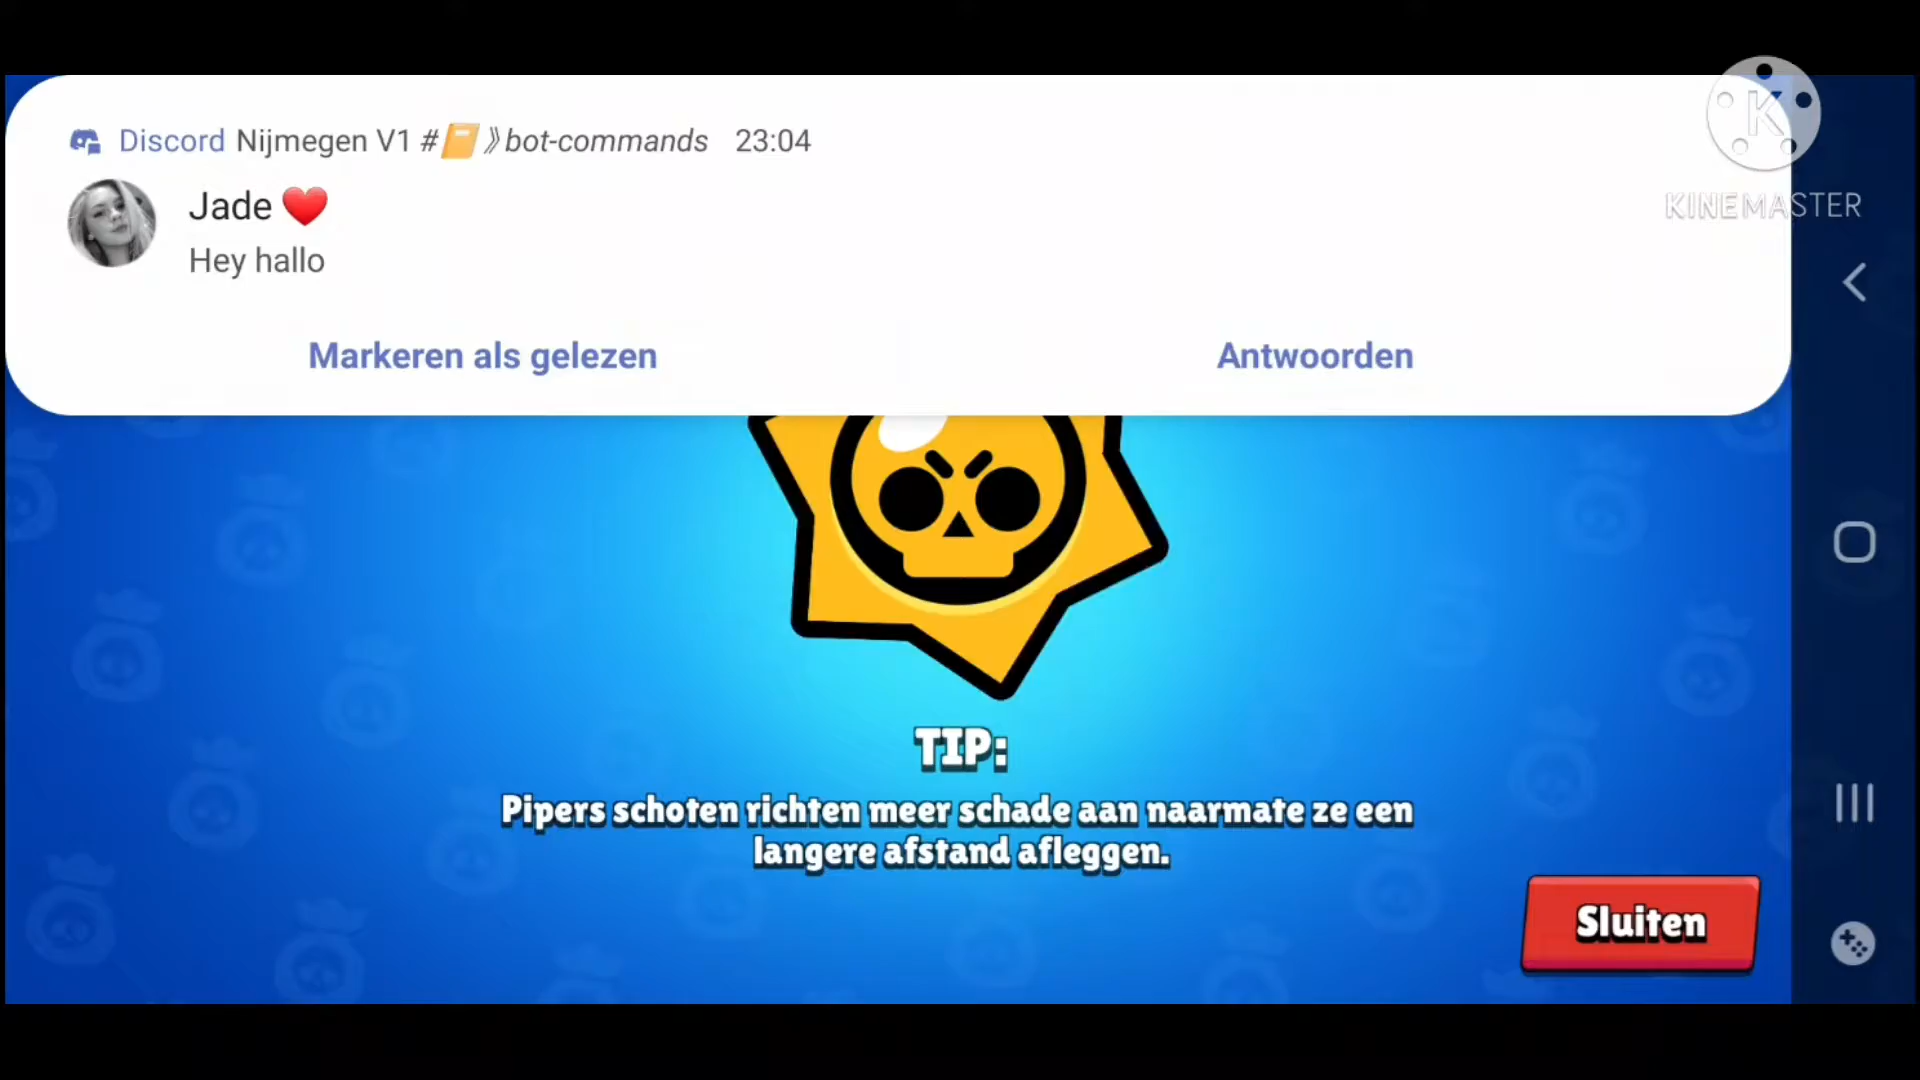 Discord Nijmegen V1 #📒》bot-commands 23:04
Jade ❤️
Hey hallo
Markeren als gelezen
Antwoorden
KINEMASTER
TIP:
Pipers schoten richten meer schade aan naarmate ze een
langere afstand afleggen.
Sluiten